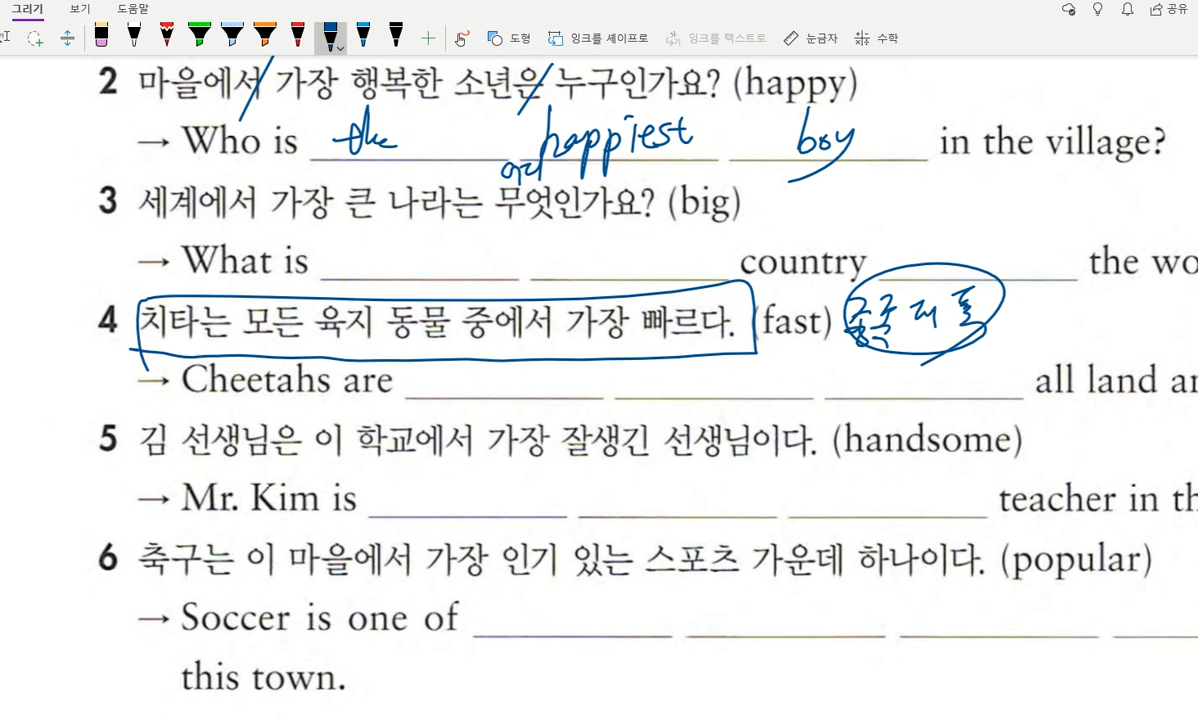 그리기 보기 도움말 공유
도형 잉크를 셰이프로 잉크를 텍스트로 눈금자 수학
2 마을에서 가장 행복한 소년은 누구인가요? (happy)
→ Who is the happiest boy in the village?
3 세계에서 가장 큰 나라는 무엇인가요? (big)
→ What is country the wo
4 치타는 모든 육지 동물 중에서 가장 빠르다. (fast)
→ Cheetahs are all land an
5 김 선생님은 이 학교에서 가장 잘생긴 선생님이다. (handsome)
→ Mr. Kim is teacher in th
6 축구는 이 마을에서 가장 인기 있는 스포츠 가운데 하나이다. (popular)
→ Soccer is one of
this town.